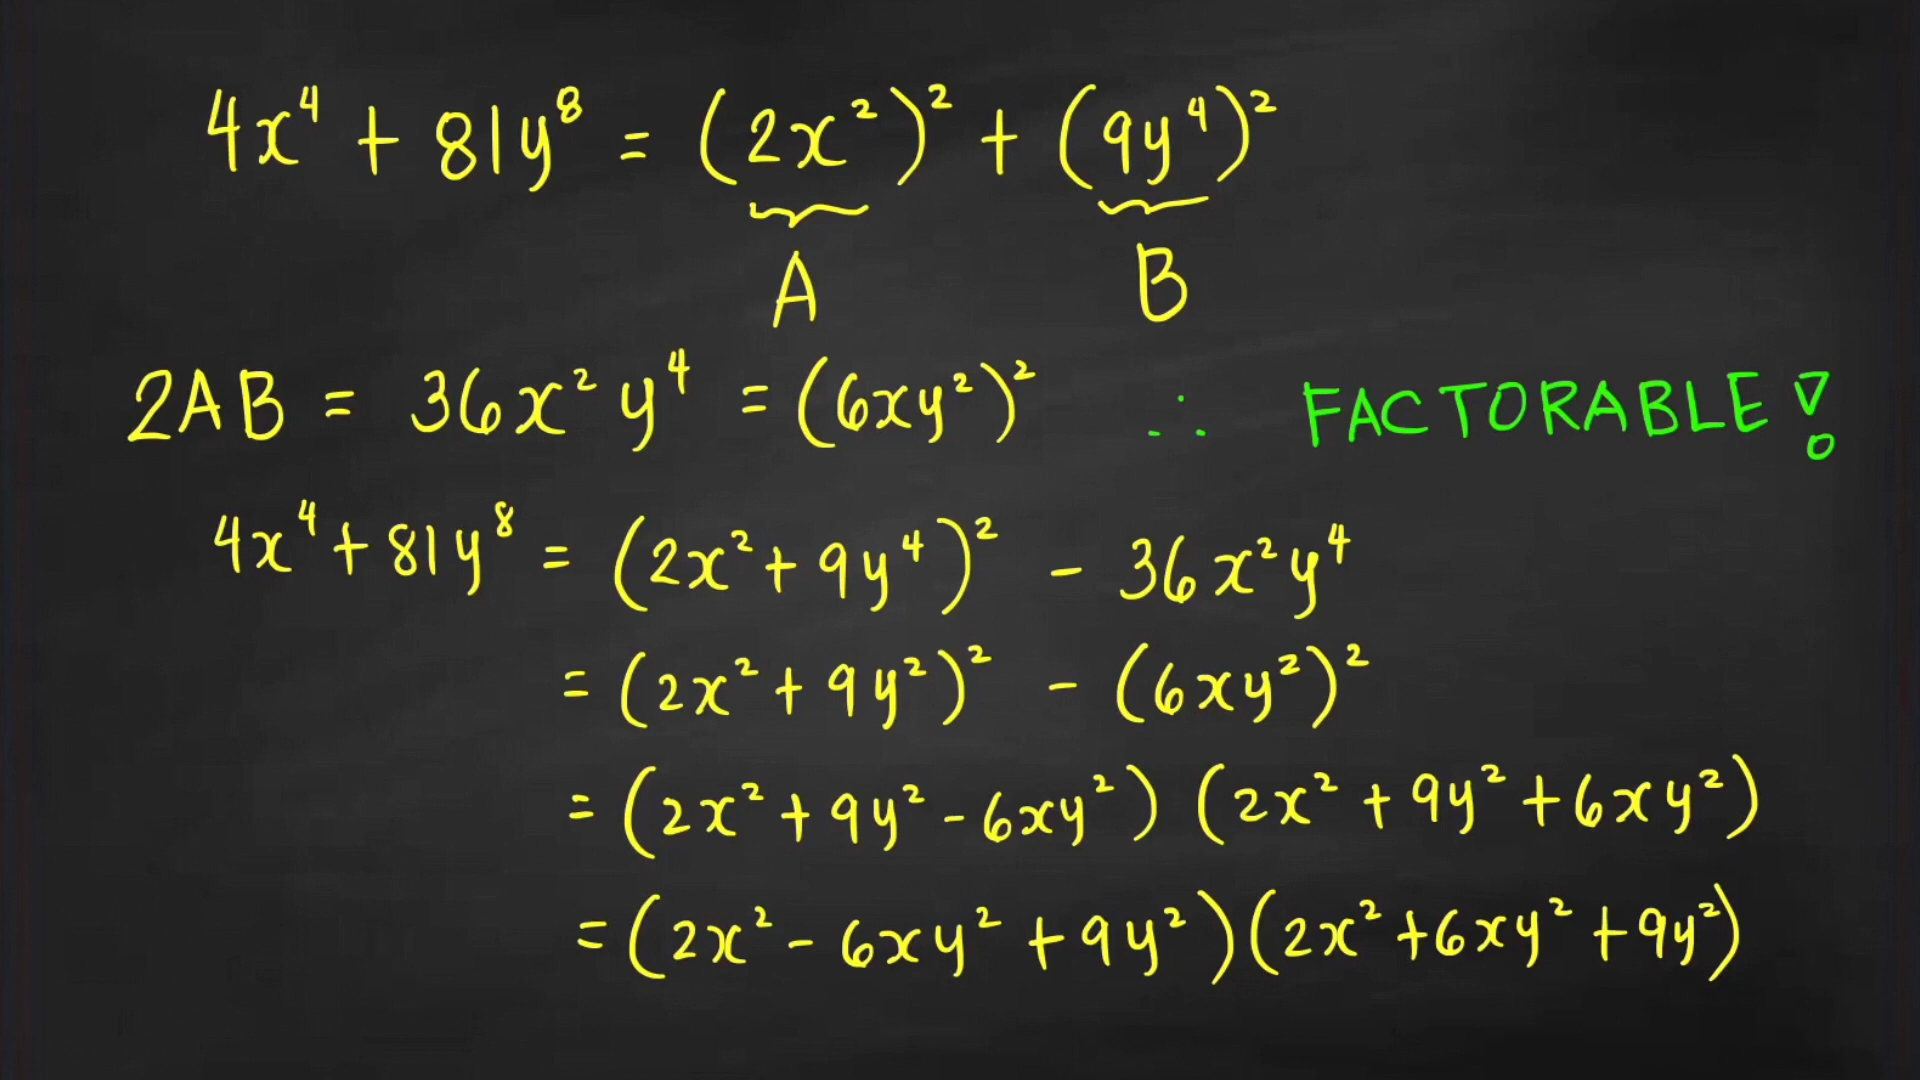 4x⁴ + 81y⁸ = (2x²)² + (9y⁴)²
A B
2AB = 36x²y⁴ = (6xy²)² ∴ FACTORABLE!
4x⁴ + 81y⁸ = (2x² + 9y⁴)² - 36x²y⁴
= (2x² + 9y²)² - (6xy²)²
= (2x² + 9y² - 6xy²) (2x² + 9y² + 6xy²)
= (2x² - 6xy² + 9y²)(2x² + 6xy² + 9y²)